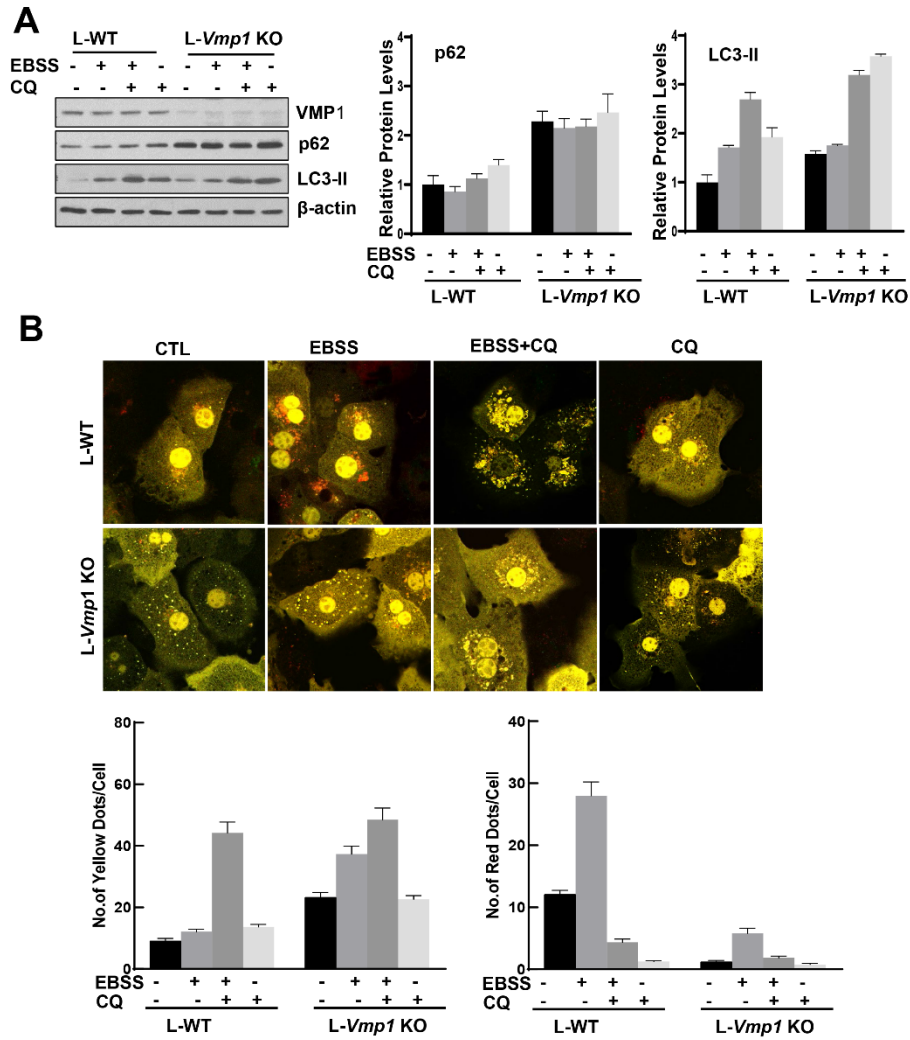 A
L-WT L-Vmp1 KO
EBSS - + + - - + + -
CQ - - + + - - + +
VMP1
p62
LC3-II
β-actin
p62
Relative Protein Levels
4
3
2
1
0
EBSS - + + - - + + -
CQ - - + + - - + +
L-WT L-Vmp1 KO
LC3-II
Relative Protein Levels
4
3
2
1
0
EBSS - + + - - + + -
CQ - - + + - - + +
L-WT L-Vmp1 KO
B
CTL EBSS EBSS+CQ CQ
L-WT
L-Vmp1 KO
No.of Yellow Dots/Cell
80
60
40
20
0
EBSS - + + - - + + -
CQ - - + + - - + +
L-WT L-Vmp1 KO
No.of Red Dots/Cell
40
30
20
10
0
EBSS - + + - - + + -
CQ - - + + - - + +
L-WT L-Vmp1 KO